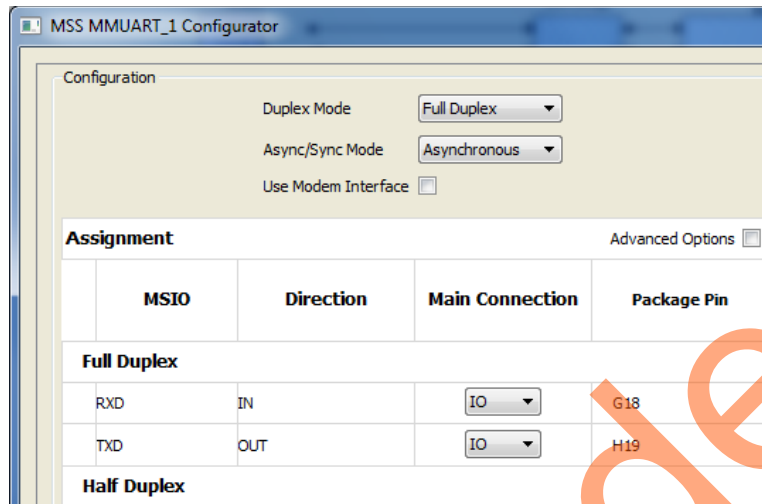 MSS MMUART_1 Configurator
Configuration
Duplex Mode Full Duplex
Async/Sync Mode Asynchronous
Use Modem Interface
Assignment Advanced Options
MSIO Direction Main Connection Package Pin
Full Duplex
RXD IN IO G18
TXD OUT IO H19
Half Duplex
de